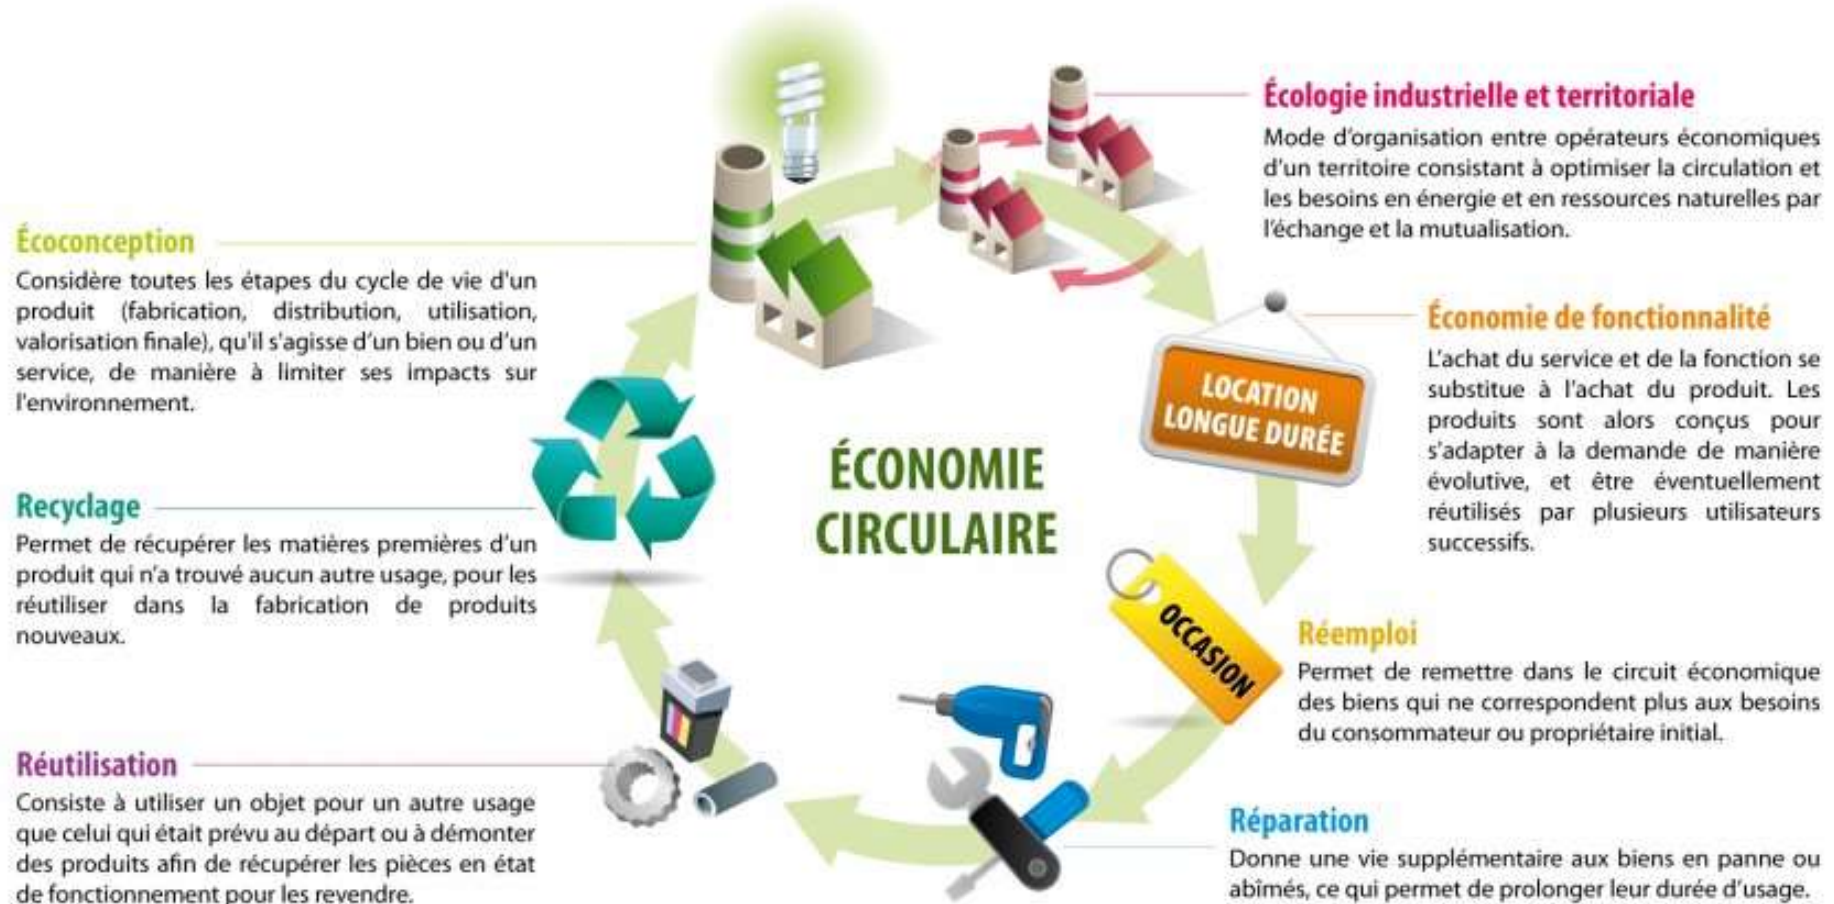 Écologie industrielle et territoriale
Mode d'organisation entre opérateurs économiques
d'un territoire consistant à optimiser la circulation et
les besoins en énergie et en ressources naturelles par
l'échange et la mutualisation.
Écoconception
Considère toutes les étapes du cycle de vie d'un
produit (fabrication, distribution, utilisation,
valorisation finale), qu'il s'agisse d'un bien ou d'un
service, de manière à limiter ses impacts sur
l'environnement.
Économie de fonctionnalité
L'achat du service et de la fonction se
substitue à l'achat du produit. Les
produits sont alors conçus pour
s'adapter à la demande de manière
évolutive, et être éventuellement
réutilisés par plusieurs utilisateurs
successifs.
LOCATION
LONGUE DURÉE
ÉCONOMIE
CIRCULAIRE
Recyclage
Permet de récupérer les matières premières d'un
produit qui n'a trouvé aucun autre usage, pour les
réutiliser dans la fabrication de produits
nouveaux.
OCCASION
Réemploi
Permet de remettre dans le circuit économique
des biens qui ne correspondent plus aux besoins
du consommateur ou propriétaire initial.
Réutilisation
Consiste à utiliser un objet pour un autre usage
que celui qui était prévu au départ ou à démonter
des produits afin de récupérer les pièces en état
de fonctionnement pour les revendre.
Réparation
Donne une vie supplémentaire aux biens en panne ou
abîmés, ce qui permet de prolonger leur durée d'usage.